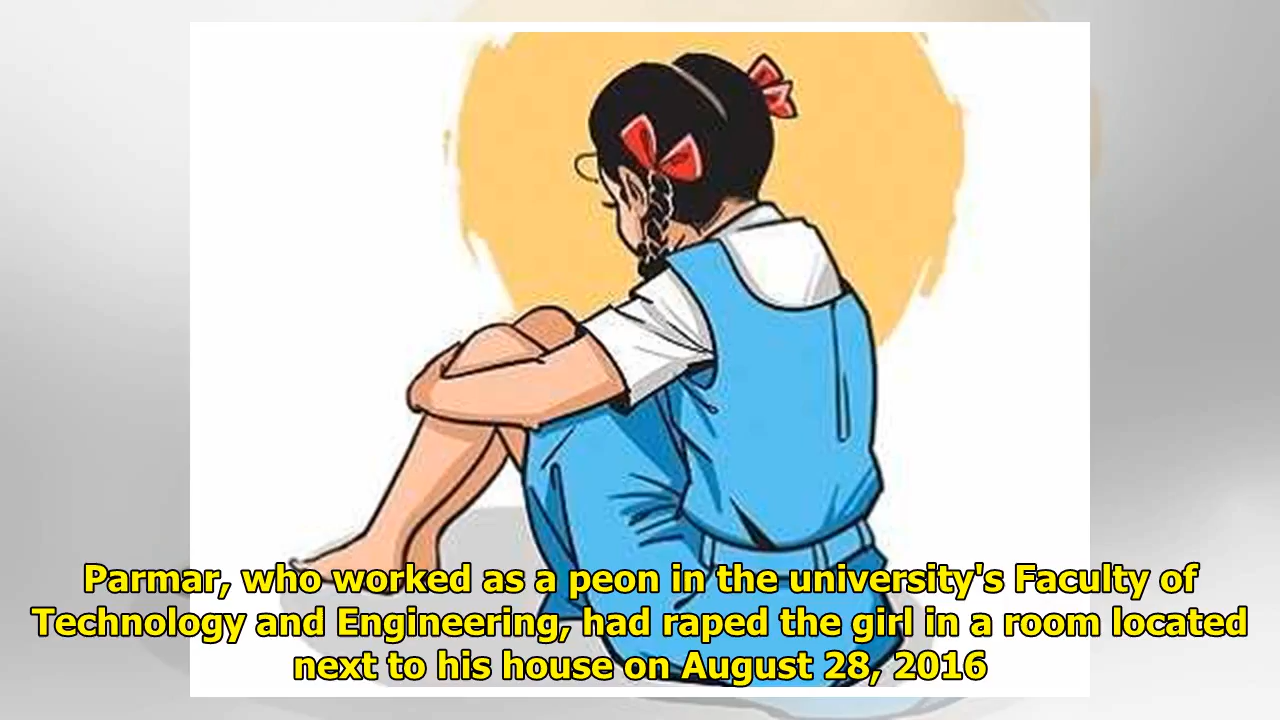 Parmar, who worked as a peon in the university's Faculty of
Technology and Engineering, had raped the girl in a room located
next to his house on August 28, 2016